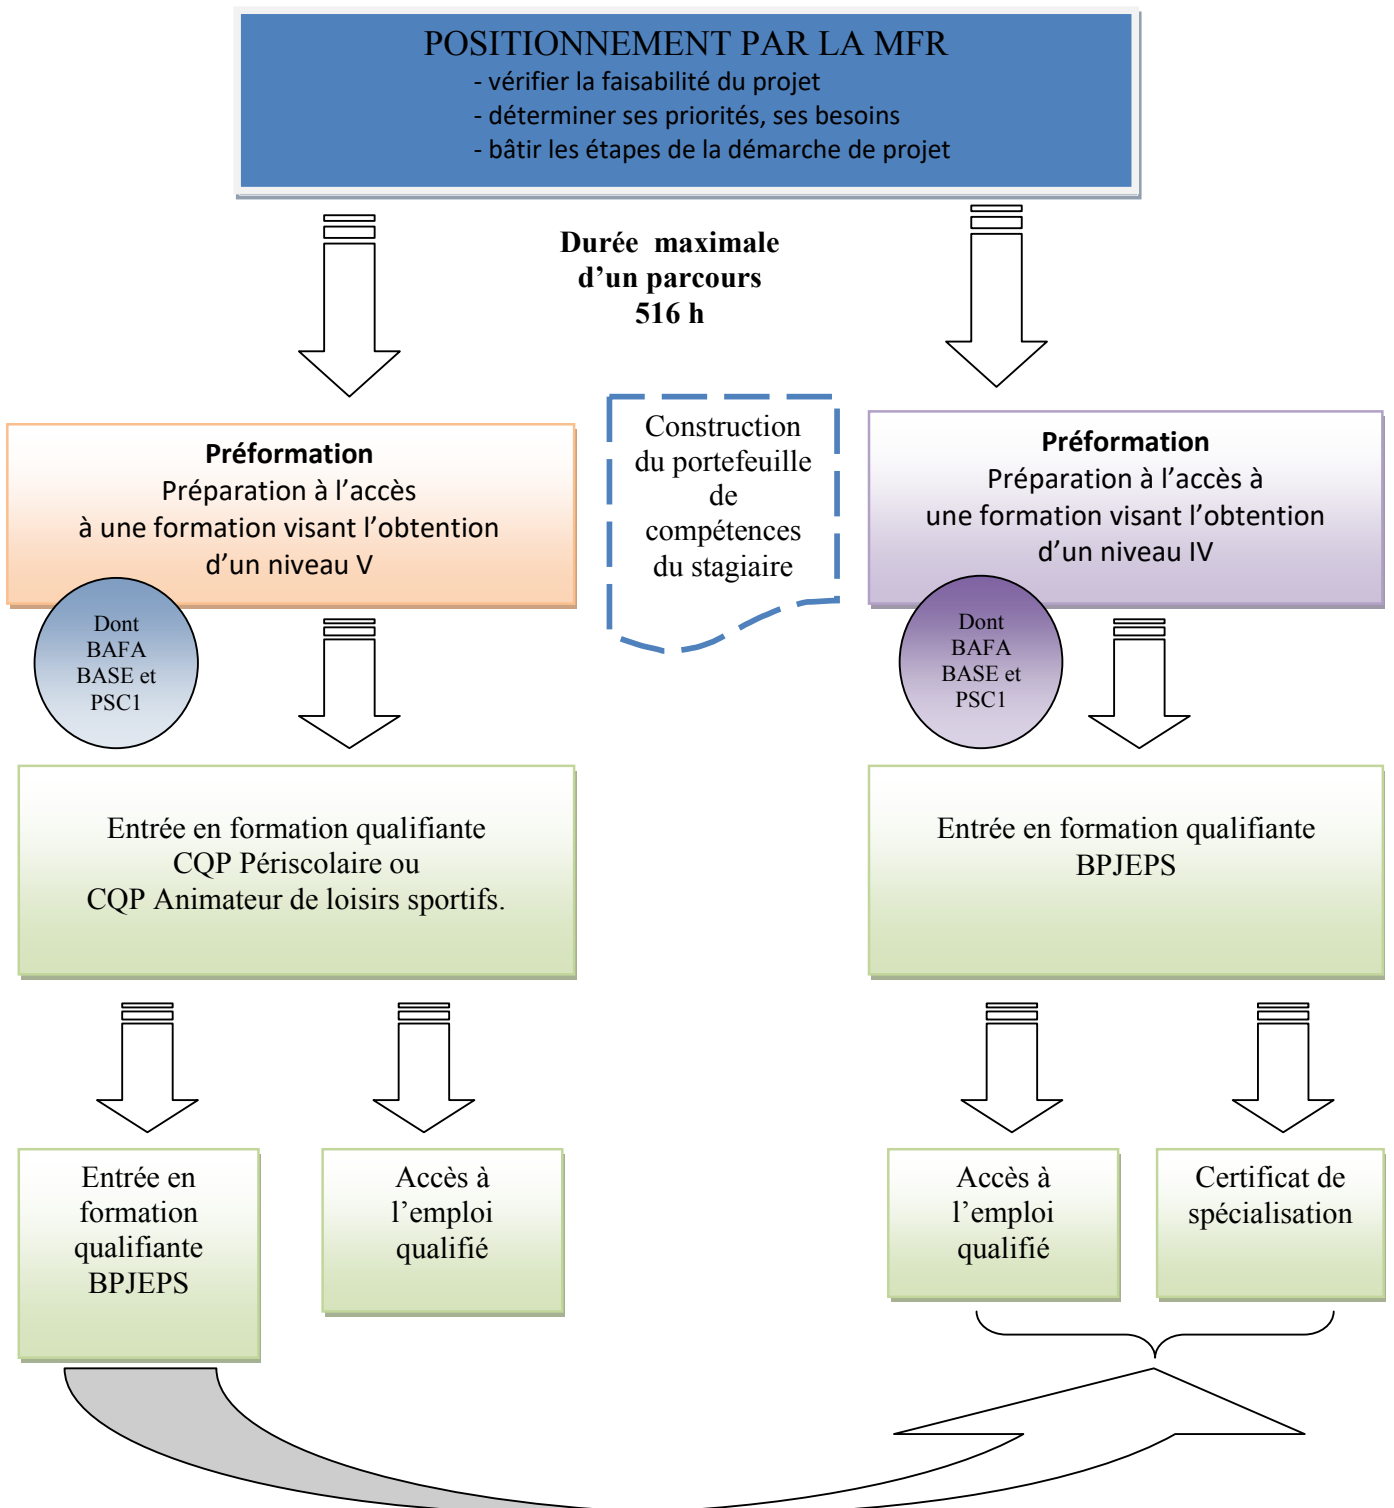 POSITIONNEMENT PAR LA MFR
- vérifier la faisabilité du projet
- déterminer ses priorités, ses besoins
- bâtir les étapes de la démarche de projet
Durée maximale
d’un parcours
516 h
Préformation
Préparation à l’accès
à une formation visant l’obtention
d’un niveau V
Construction
du portefeuille
de
compétences
du stagiaire
Préformation
Préparation à l’accès à
une formation visant l’obtention
d’un niveau IV
Dont
BAFA
BASE et
PSC1
Dont
BAFA
BASE et
PSC1
Entrée en formation qualifiante
CQP Périscolaire ou
CQP Animateur de loisirs sportifs.
Entrée en formation qualifiante
BPJEPS
Entrée en
formation
qualifiante
BPJEPS
Accès à
l’emploi
qualifié
Accès à
l’emploi
qualifié
Certificat de
spécialisation